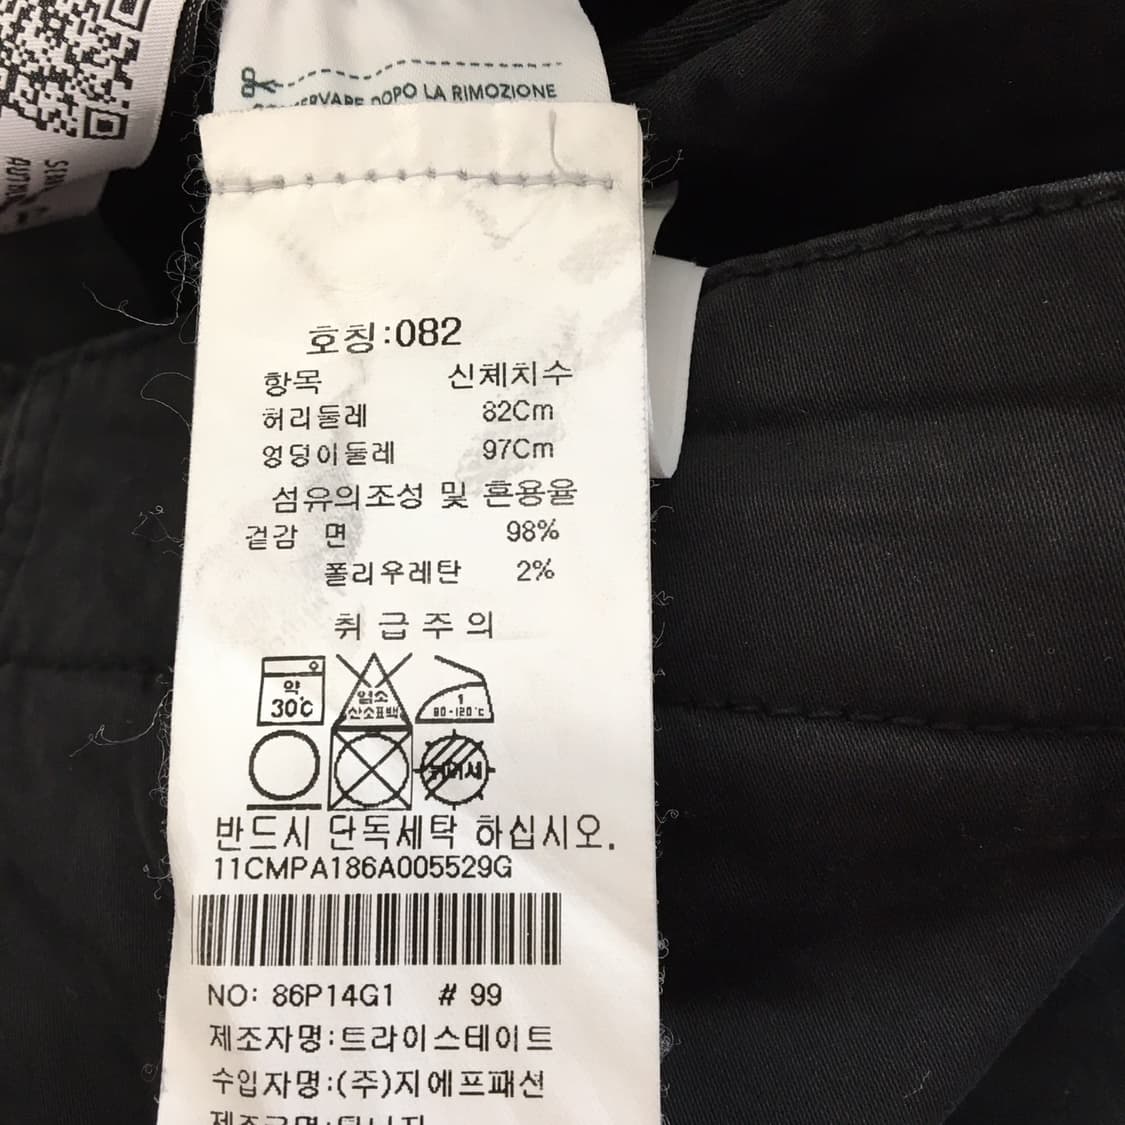 CONSERVARE DOPO LA RIMOZIONE
호칭:082
항목 신체치수
허리둘레 82Cm
엉덩이둘레 97Cm
섬유의조성 및 혼용율
겉감 면 98%
폴리우레탄 2%
취급주의
약 30℃
염소 산소표백
1 80-120℃
반드시 단독세탁 하십시오.
11CMPA186A005529G
NO: 86P14G1 # 99
제조자명:트라이스테이트
수입자명:(주)지에프패션